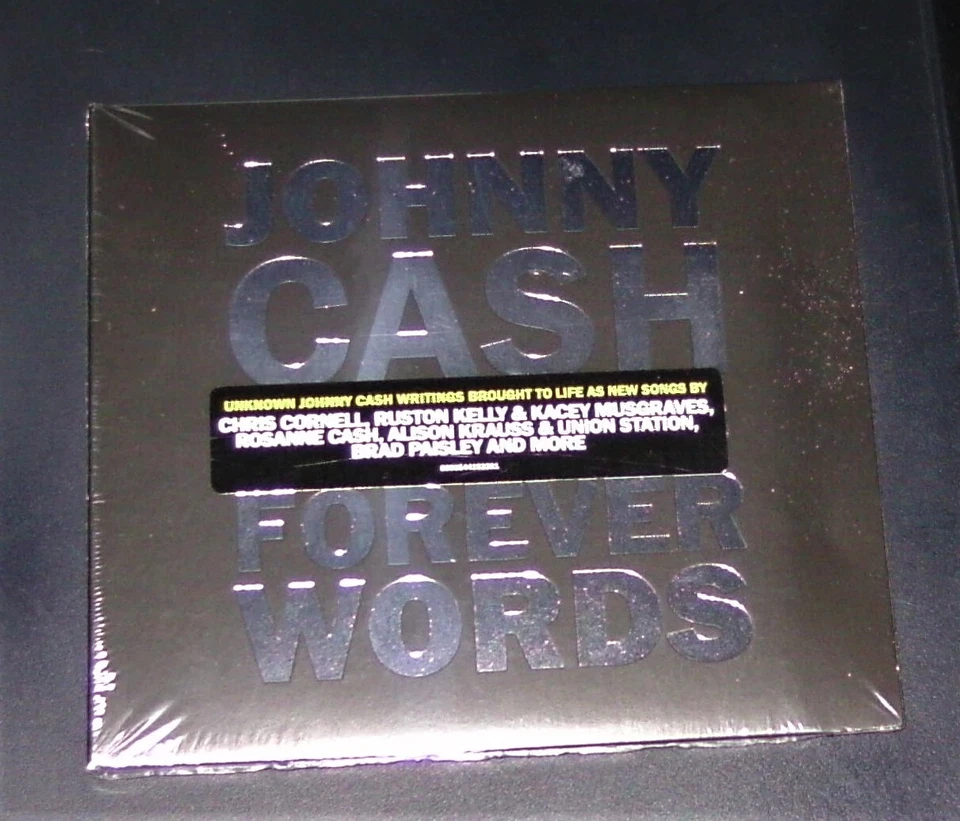 JOHNNY
CASH
UNKNOWN JOHNNY CASH WRITINGS BROUGHT TO LIFE AS NEW SONGS BY
CHRIS CORNELL, RUSTON KELLY & KACEY MUSGRAVES,
ROSANNE CASH, ALISON KRAUSS & UNION STATION,
BRAD PAISLEY AND MORE
FOREVER
WORDS